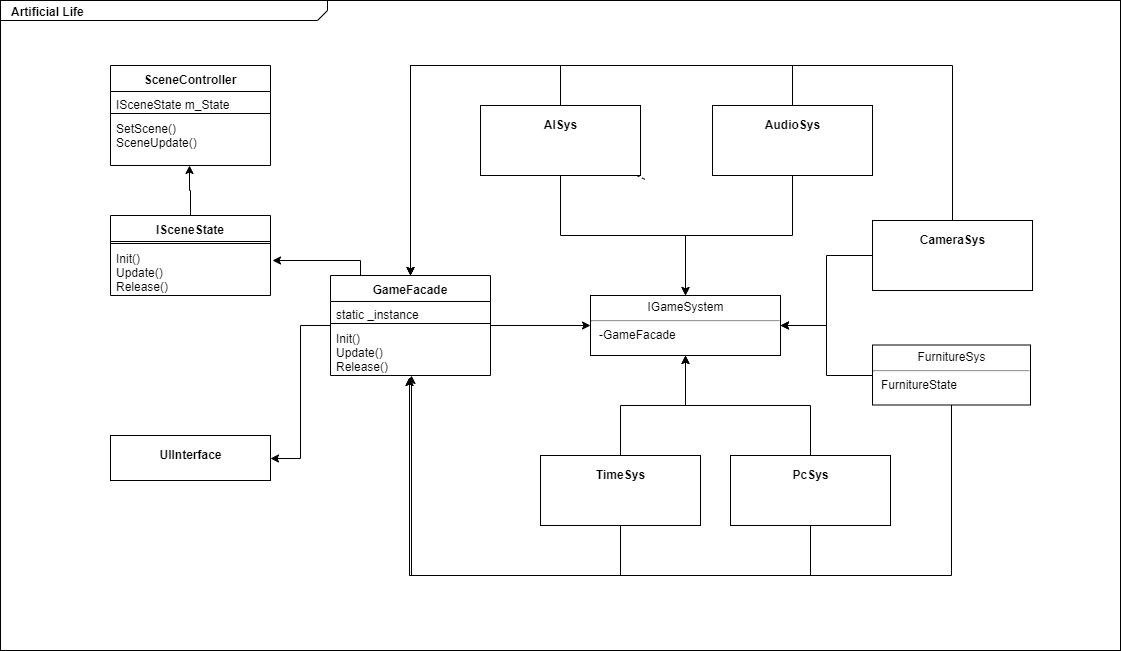 Artificial Life
SceneController
ISceneState m_State
SetScene()
SceneUpdate()
ISceneState
Init()
Update()
Release()
GameFacade
static _instance
Init()
Update()
Release()
UIInterface
AISys
AudioSys
CameraSys
IGameSystem
-GameFacade
FurnitureSys
FurnitureState
TimeSys
PcSys